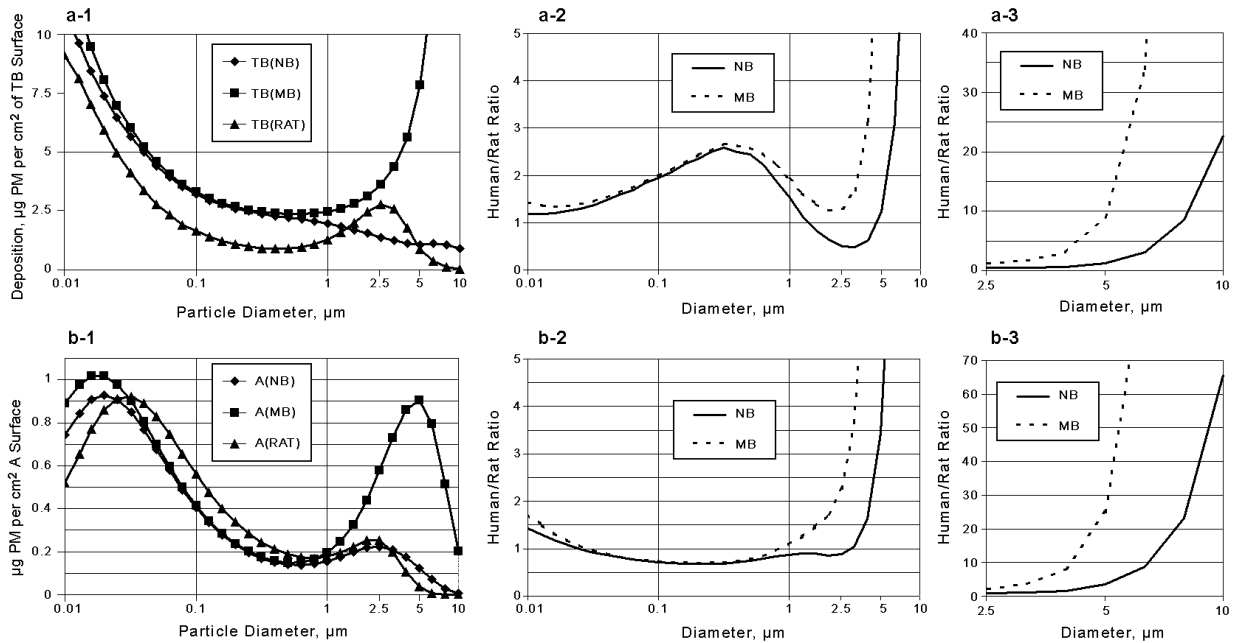 a-1
Deposition, µg PM per cm² of TB Surface
10
7.5
5
2.5
0
TB(NB)
TB(MB)
TB(RAT)
0.01
0.1
1
2.5
5
10
Particle Diameter, µm
a-2
Human/Rat Ratio
5
4
3
2
1
0
NB
MB
0.01
0.1
1
2.5
5
10
Diameter, µm
a-3
Human/Rat Ratio
40
30
20
10
0
NB
MB
2.5
5
10
Diameter, µm
b-1
µg PM per cm² A Surface
1
0.8
0.6
0.4
0.2
0
A(NB)
A(MB)
A(RAT)
0.01
0.1
1
2.5
5
10
Particle Diameter, µm
b-2
Human/Rat Ratio
5
4
3
2
1
0
NB
MB
0.01
0.1
1
2.5
5
10
Diameter, µm
b-3
Human/Rat Ratio
70
60
50
40
30
20
10
0
NB
MB
2.5
5
10
Diameter, µm